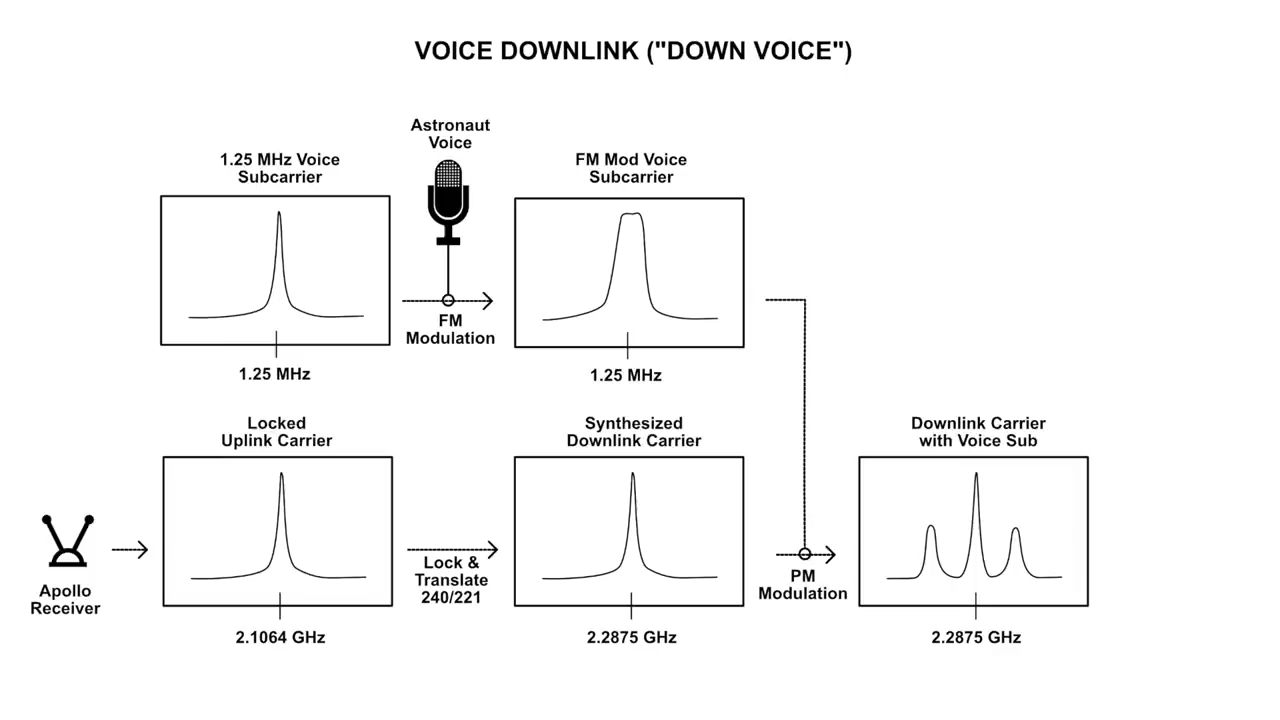 VOICE DOWNLINK ("DOWN VOICE")
Astronaut
Voice
1.25 MHz Voice
Subcarrier
FM Mod Voice
Subcarrier
FM
Modulation
1.25 MHz
1.25 MHz
Locked
Uplink Carrier
Synthesized
Downlink Carrier
Downlink Carrier
with Voice Sub
Apollo
Receiver
Lock &
Translate
240/221
PM
Modulation
2.1064 GHz
2.2875 GHz
2.2875 GHz